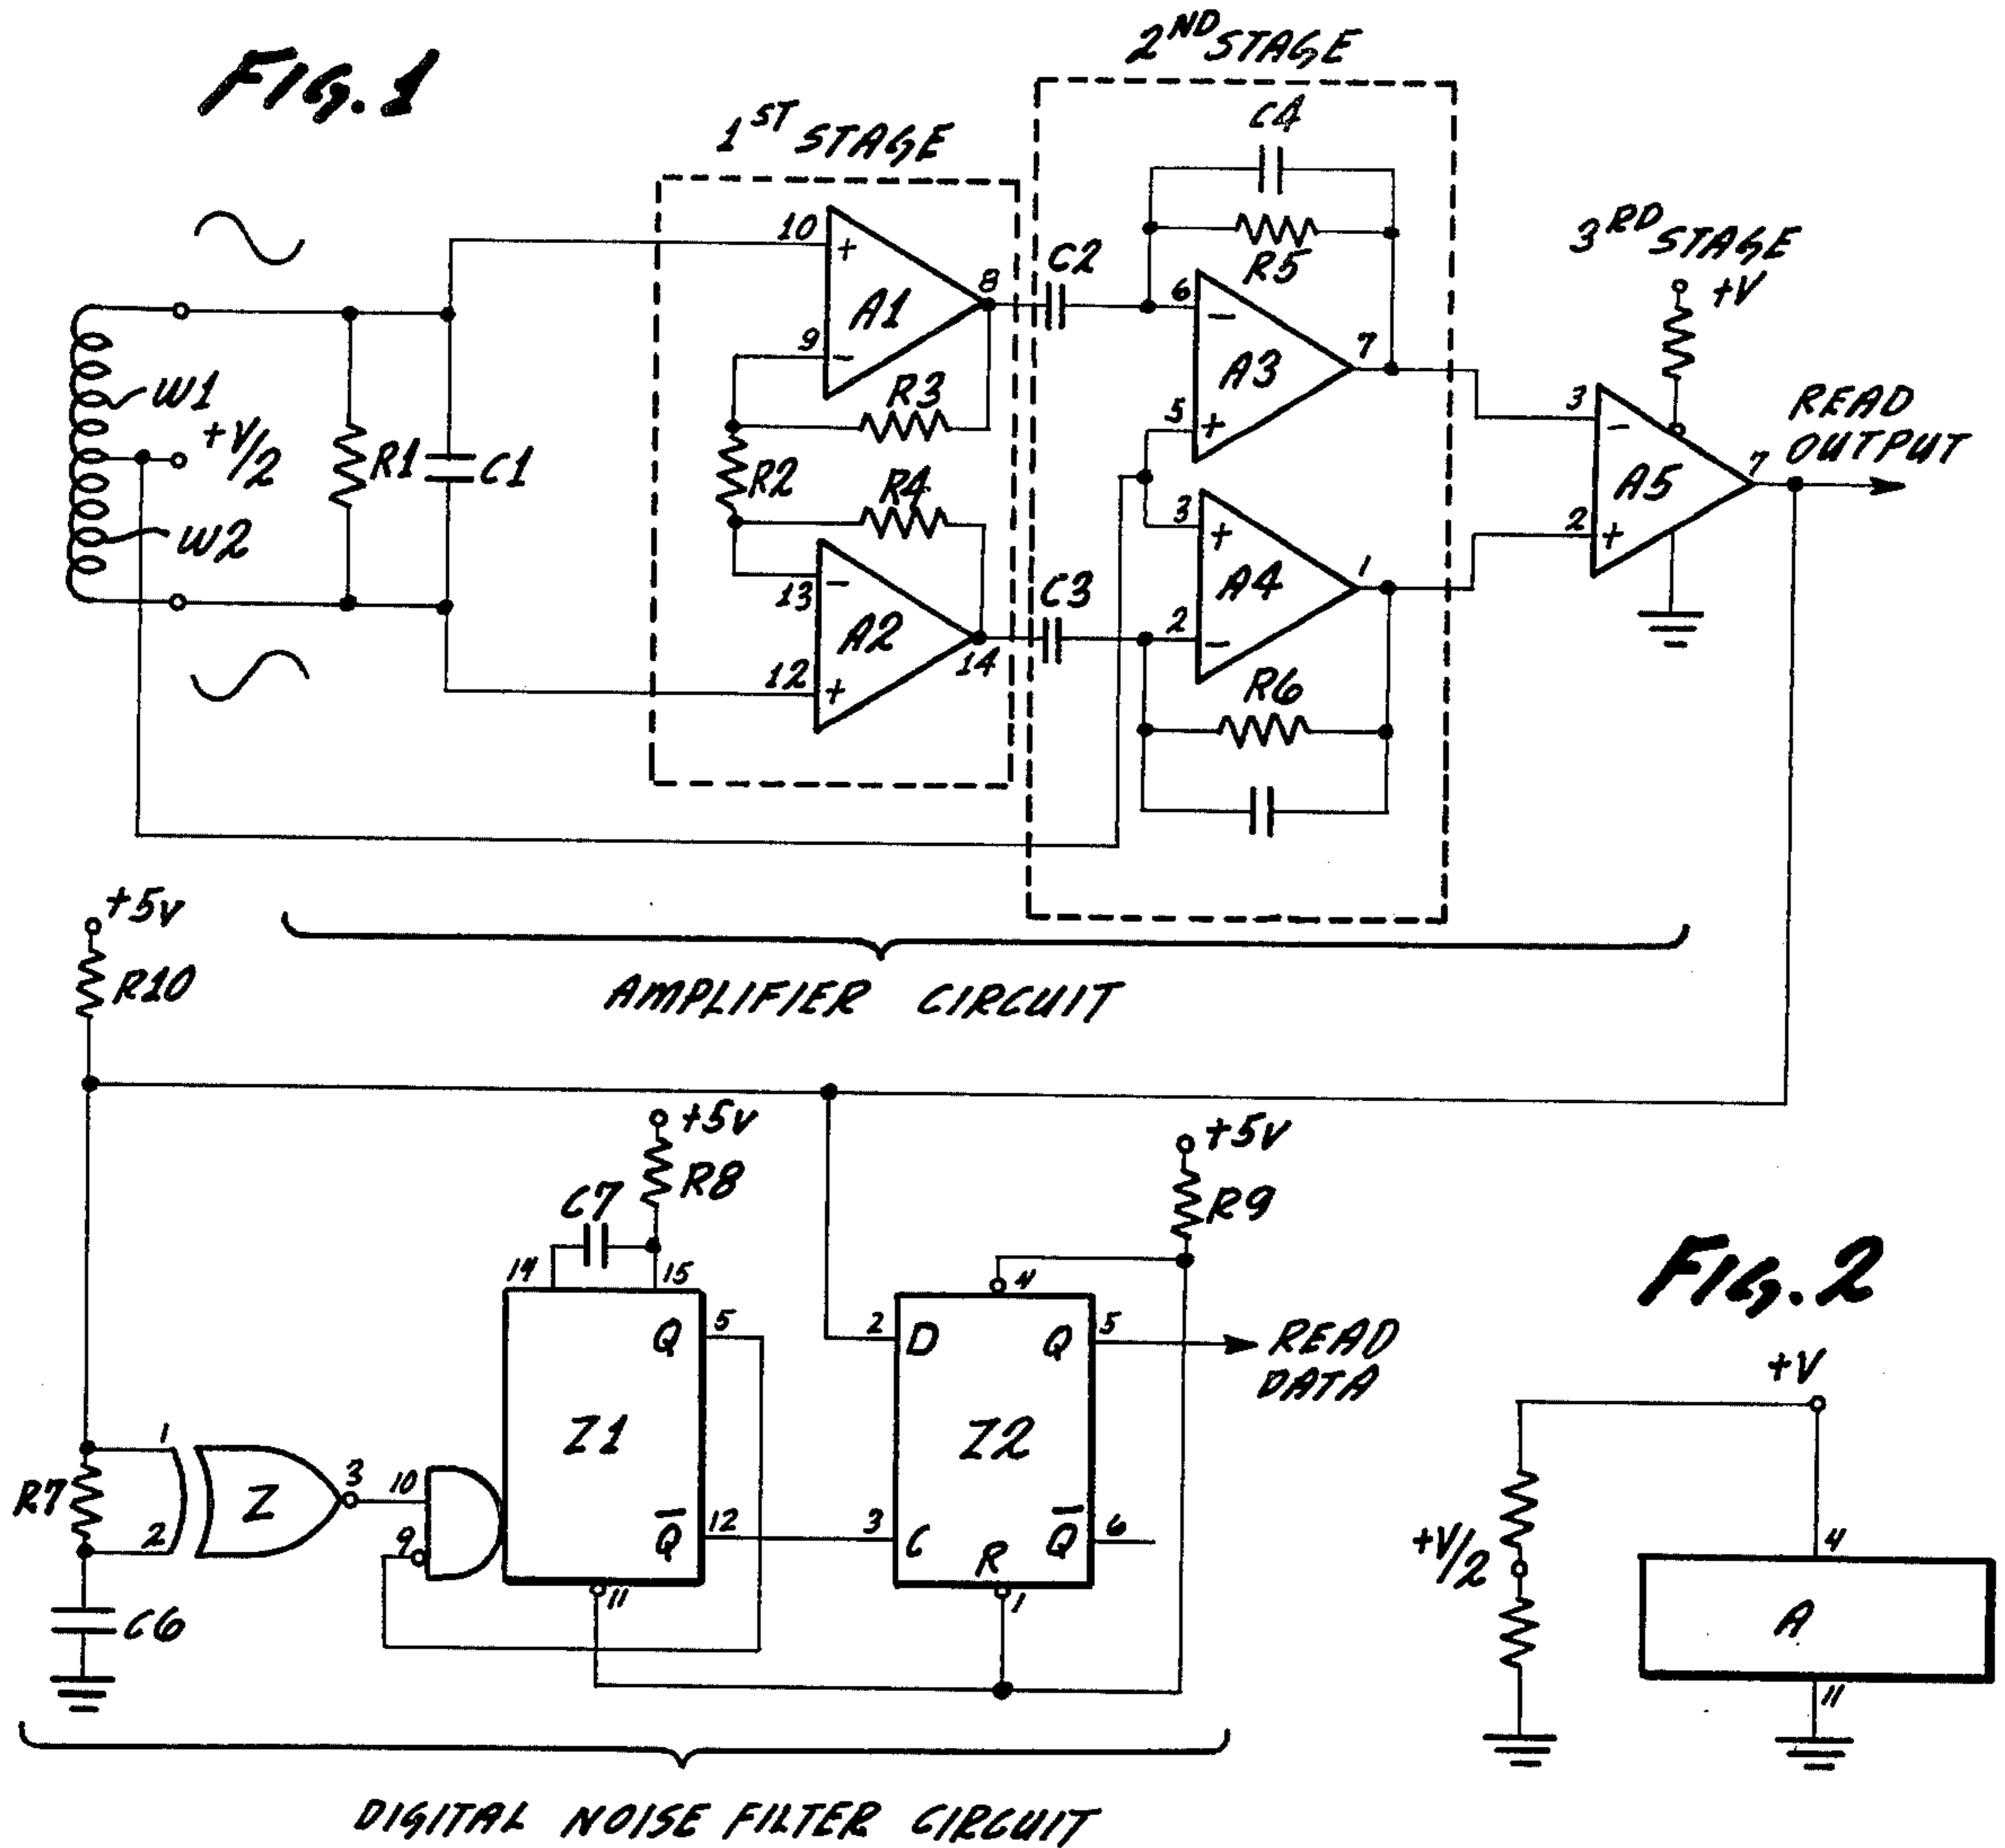 FIG. 1
1ST STAGE
2ND STAGE
3RD STAGE
+V
C4
R5
C2
10
+
A1
8
9
-
R3
R2
R4
13
-
A2
14
12
+
6
-
A3
7
5
+
3
+
A4
1
2
-
C3
R6
3
-
A5
7
2
+
READ
OUTPUT
W1
+V/2
W2
R1
C1
AMPLIFIER CIRCUIT
+5V
R10
+5V
R8
C7
14
15
Q
5
Z1
Q̅
12
11
R7
1
2
Z
3
10
9
C6
+5V
R9
4
2
D
Q
5
READ
DATA
Z2
3
C
R
Q̅
6
1
DIGITAL NOISE FILTER CIRCUIT
FIG. 2
+V
+V/2
4
A
11